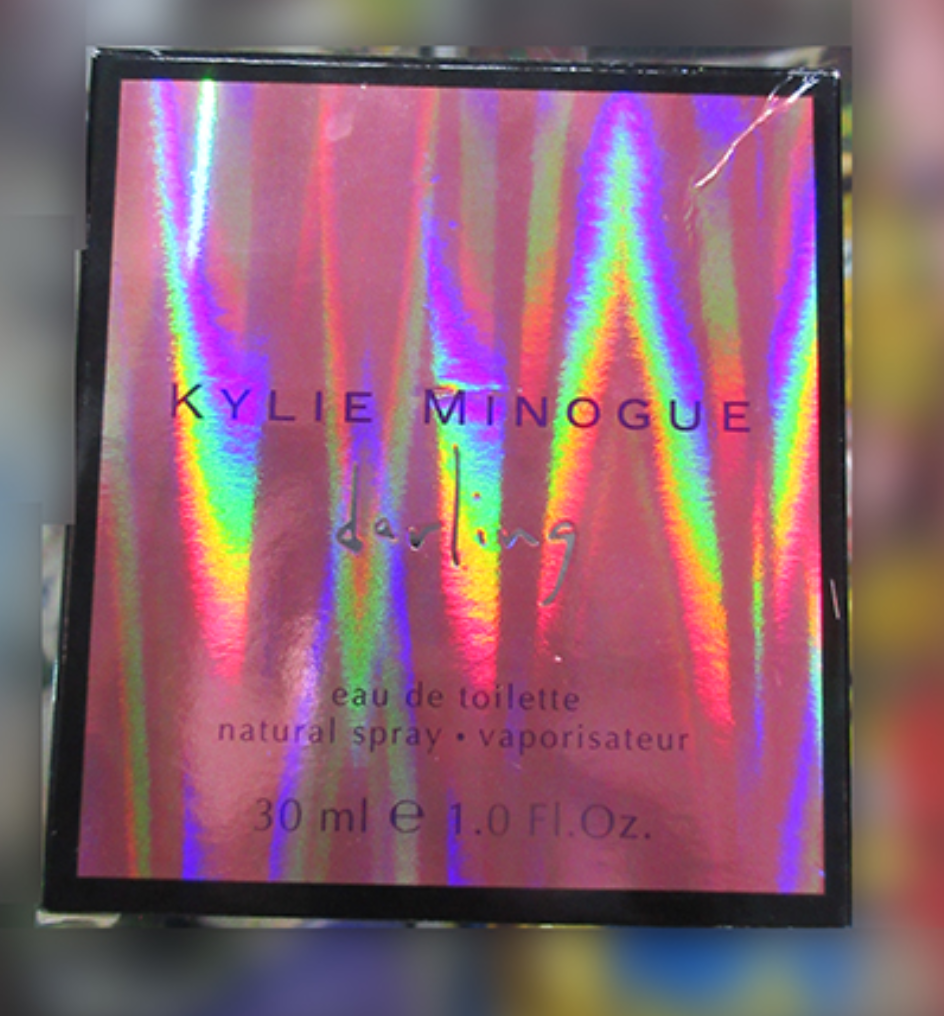 KYLIE MINOGUE
darling
eau de toilette
natural spray • vaporisateur
30 ml ℮ 1.0 Fl.Oz.